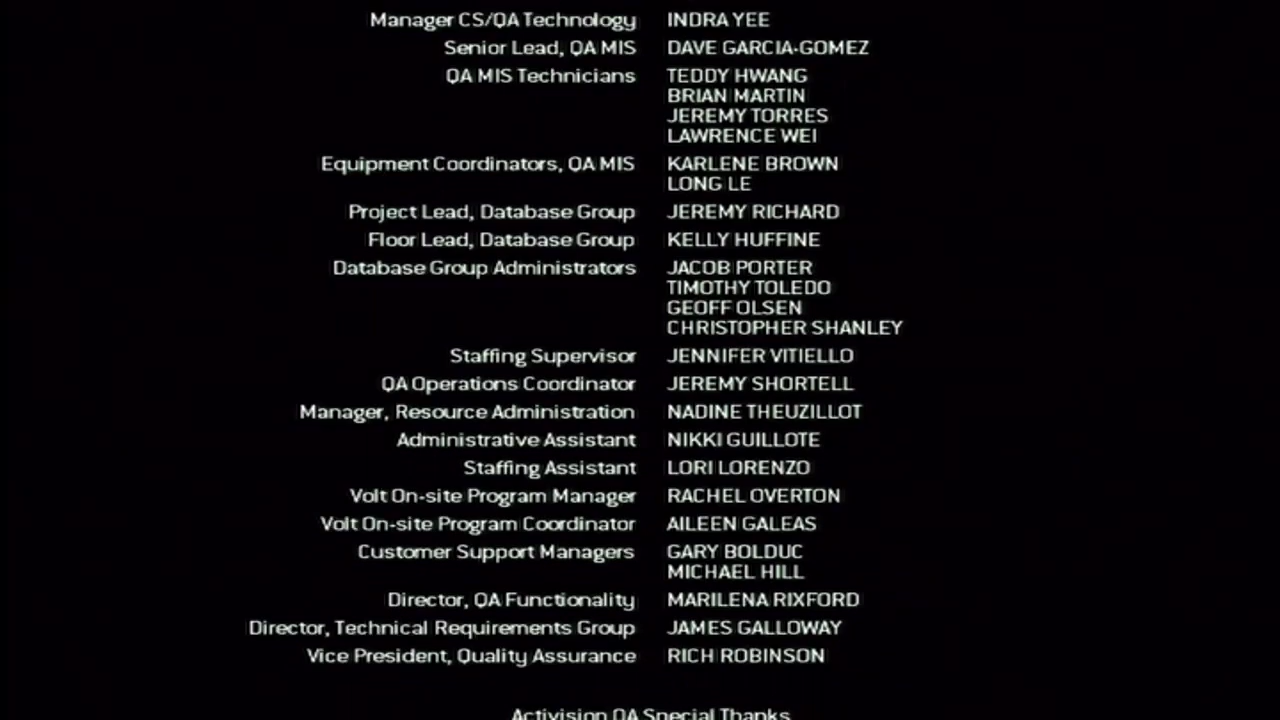 Manager CS/QA Technology INDRA YEE
Senior Lead, QA MIS DAVE GARCIA-GOMEZ
QA MIS Technicians TEDDY HWANG
BRIAN MARTIN
JEREMY TORRES
LAWRENCE WEI
Equipment Coordinators, QA MIS KARLENE BROWN
LONG LE
Project Lead, Database Group JEREMY RICHARD
Floor Lead, Database Group KELLY HUFFINE
Database Group Administrators JACOB PORTER
TIMOTHY TOLEDO
GEOFF OLSEN
CHRISTOPHER SHANLEY
Staffing Supervisor JENNIFER VITIELLO
QA Operations Coordinator JEREMY SHORTELL
Manager, Resource Administration NADINE THEUZILLOT
Administrative Assistant NIKKI GUILLOTE
Staffing Assistant LORI LORENZO
Volt On-site Program Manager RACHEL OVERTON
Volt On-site Program Coordinator AILEEN GALEAS
Customer Support Managers GARY BOLDUC
MICHAEL HILL
Director, QA Functionality MARILENA RIXFORD
Director, Technical Requirements Group JAMES GALLOWAY
Vice President, Quality Assurance RICH ROBINSON
Activision QA Special Thanks